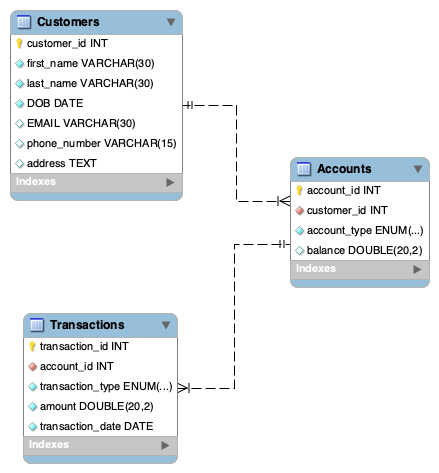 Customers
customer_id INT
first_name VARCHAR(30)
last_name VARCHAR(30)
DOB DATE
EMAIL VARCHAR(30)
phone_number VARCHAR(15)
address TEXT
Indexes
Accounts
account_id INT
customer_id INT
account_type ENUM(...)
balance DOUBLE(20,2)
Indexes
Transactions
transaction_id INT
account_id INT
transaction_type ENUM(...)
amount DOUBLE(20,2)
transaction_date DATE
Indexes